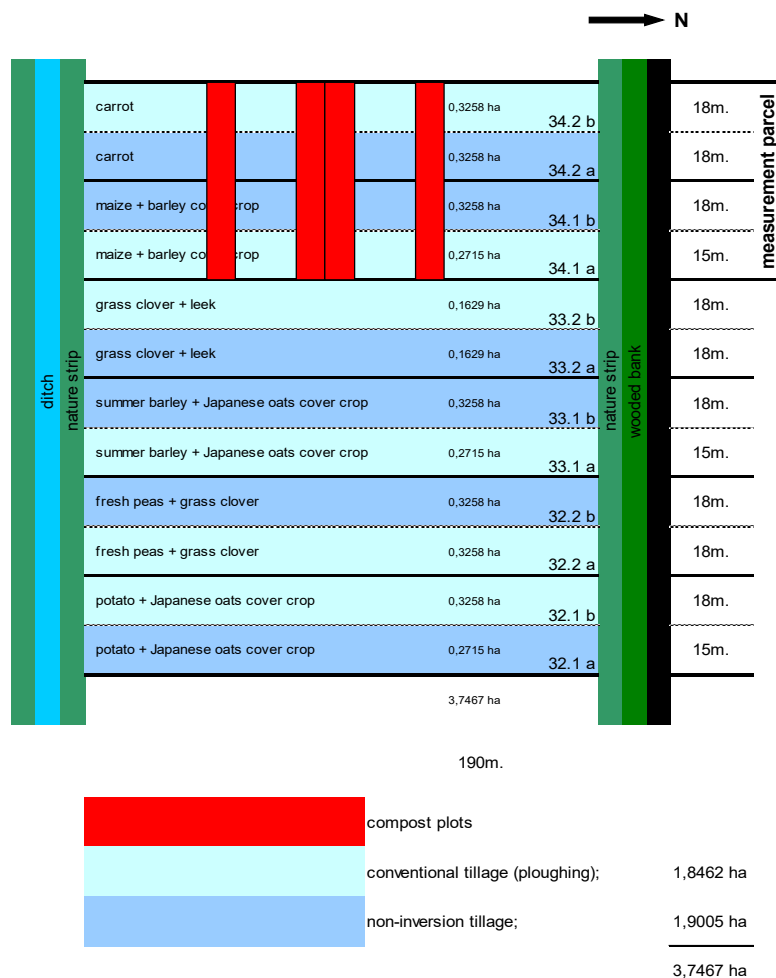 N
carrot 0,3258 ha 34.2 b 18m.
carrot 0,3258 ha 34.2 a 18m.
maize + barley co crop 0,3258 ha 34.1 b 18m.
maize + barley co crop 0,2715 ha 34.1 a 15m.
measurement parcel
grass clover + leek 0,1629 ha 33.2 b 18m.
grass clover + leek 0,1629 ha 33.2 a 18m.
summer barley + Japanese oats cover crop 0,3258 ha 33.1 b 18m.
summer barley + Japanese oats cover crop 0,2715 ha 33.1 a 15m.
fresh peas + grass clover 0,3258 ha 32.2 b 18m.
fresh peas + grass clover 0,3258 ha 32.2 a 18m.
potato + Japanese oats cover crop 0,3258 ha 32.1 b 18m.
potato + Japanese oats cover crop 0,2715 ha 32.1 a 15m.
ditch
nature strip
nature strip
wooded bank
3,7467 ha
190m.
compost plots
conventional tillage (ploughing); 1,8462 ha
non-inversion tillage; 1,9005 ha
3,7467 ha